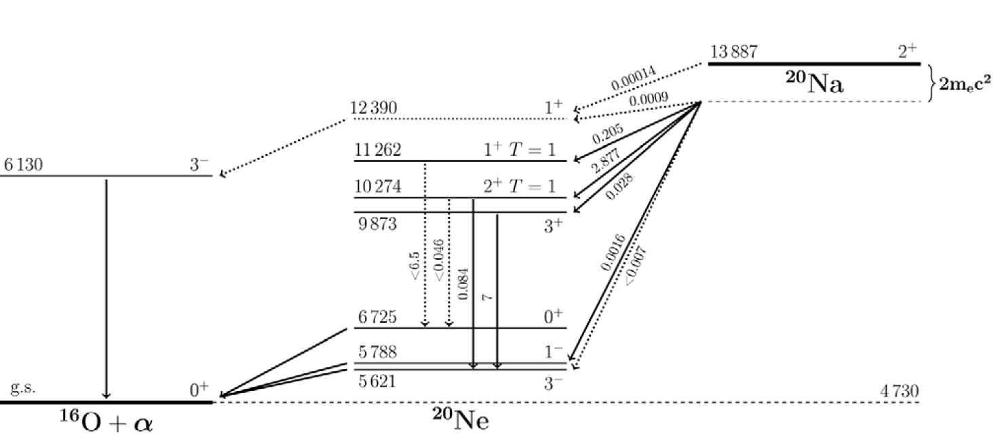 13 887 2⁺
²⁰Na
2mₑc²
0.00014
0.0009
12 390 1⁺
0.205
11 262 1⁺ T = 1
2.877
6 130 3⁻
10 274 2⁺ T = 1
0.028
9 873 3⁺
<6.5
<0.046
0.084
7
0.0016
<0.007
6 725 0⁺
5 788 1⁻
5 621 3⁻
g.s. 0⁺
4 730
¹⁶O + α
²⁰Ne